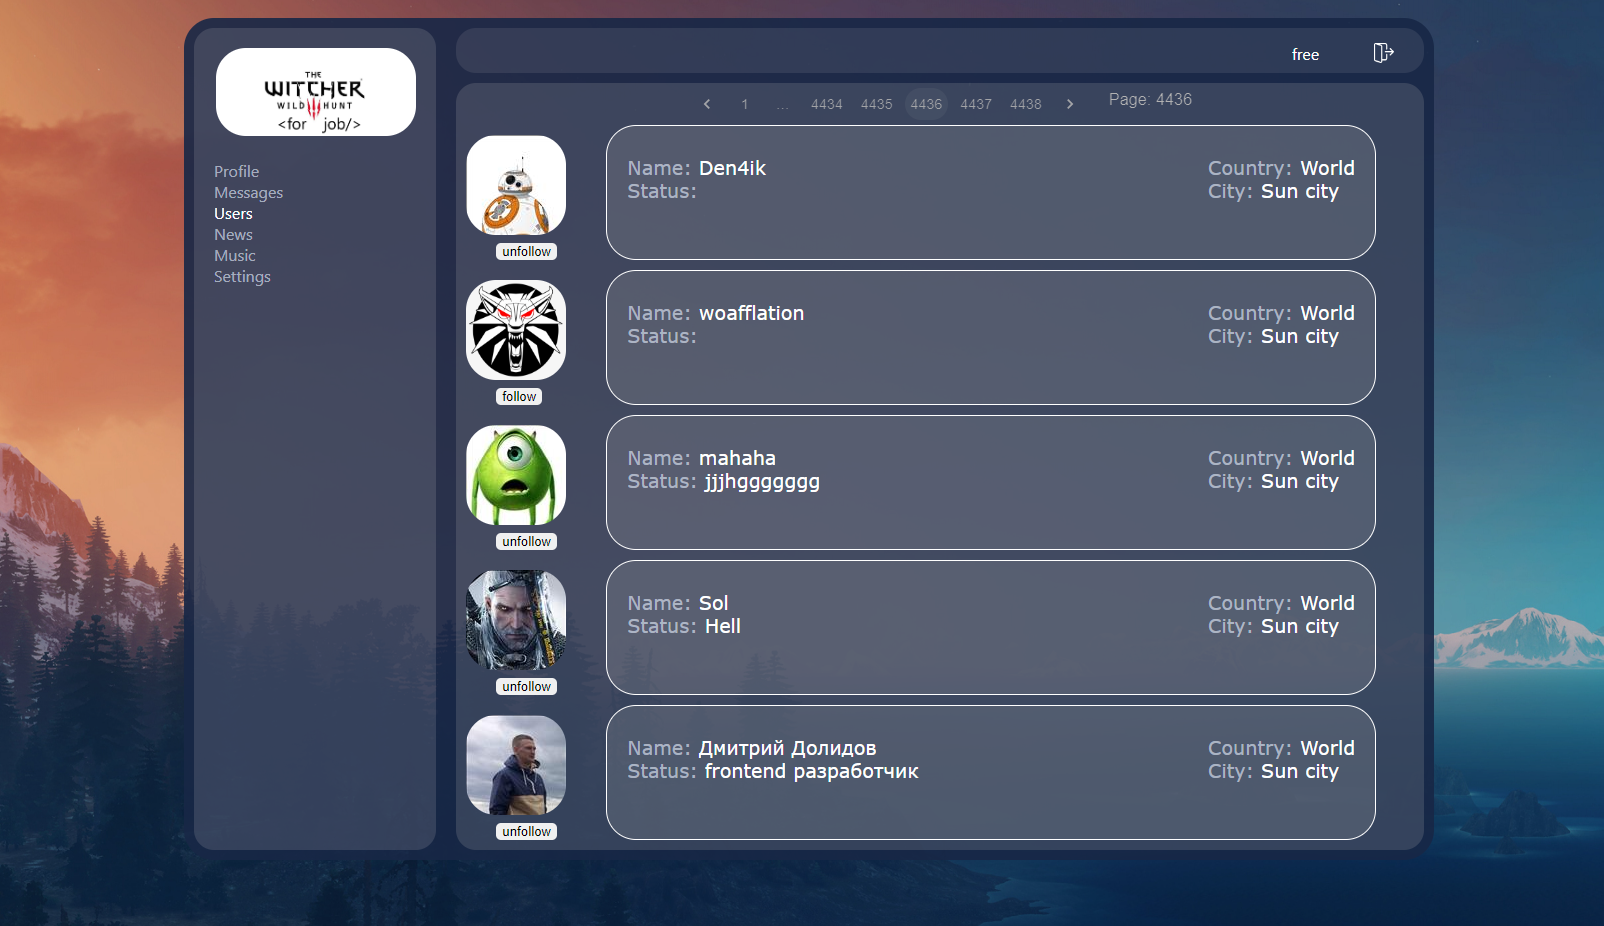 THE
WITCHER
WILD HUNT
<for job/>
free
Profile
Messages
Users
News
Music
Settings
1 ... 4434 4435 4436 4437 4438 Page: 4436
Name: Den4ik
Status:
Country: World
City: Sun city
unfollow
Name: woafflation
Status:
Country: World
City: Sun city
follow
Name: mahaha
Status: jjjhggggggg
Country: World
City: Sun city
unfollow
Name: Sol
Status: Hell
Country: World
City: Sun city
unfollow
Name: Дмитрий Долидов
Status: frontend разработчик
Country: World
City: Sun city
unfollow